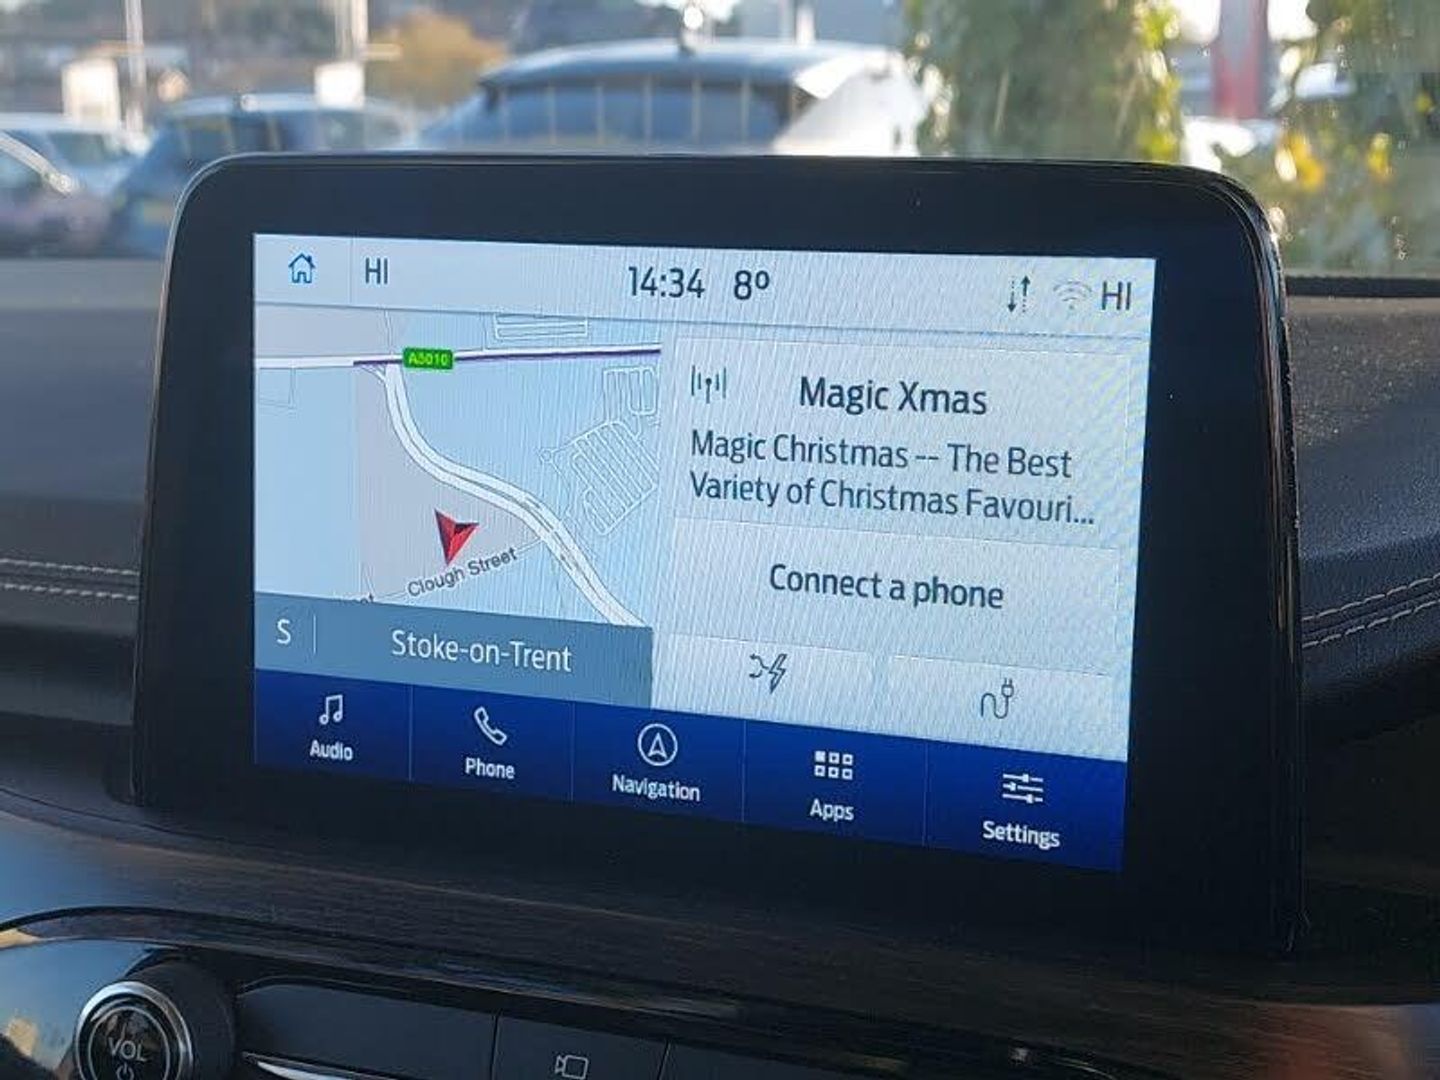 HI
14:34 8°
HI
A5010
Clough Street
S
Stoke-on-Trent
Magic Xmas
Magic Christmas -- The Best
Variety of Christmas Favouri...
Connect a phone
Audio
Phone
Navigation
Apps
Settings
VOL